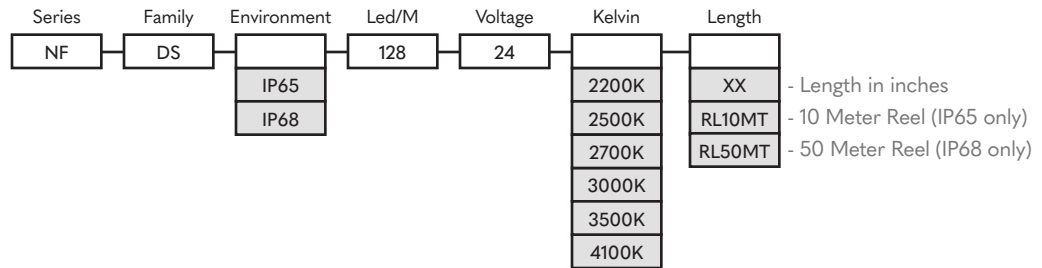 Series Family Environment Led/M Voltage Kelvin Length
NF DS 128 24
IP65 2200K XX - Length in inches
IP68 2500K RL10MT - 10 Meter Reel (IP65 only)
2700K RL50MT - 50 Meter Reel (IP68 only)
3000K
3500K
4100K